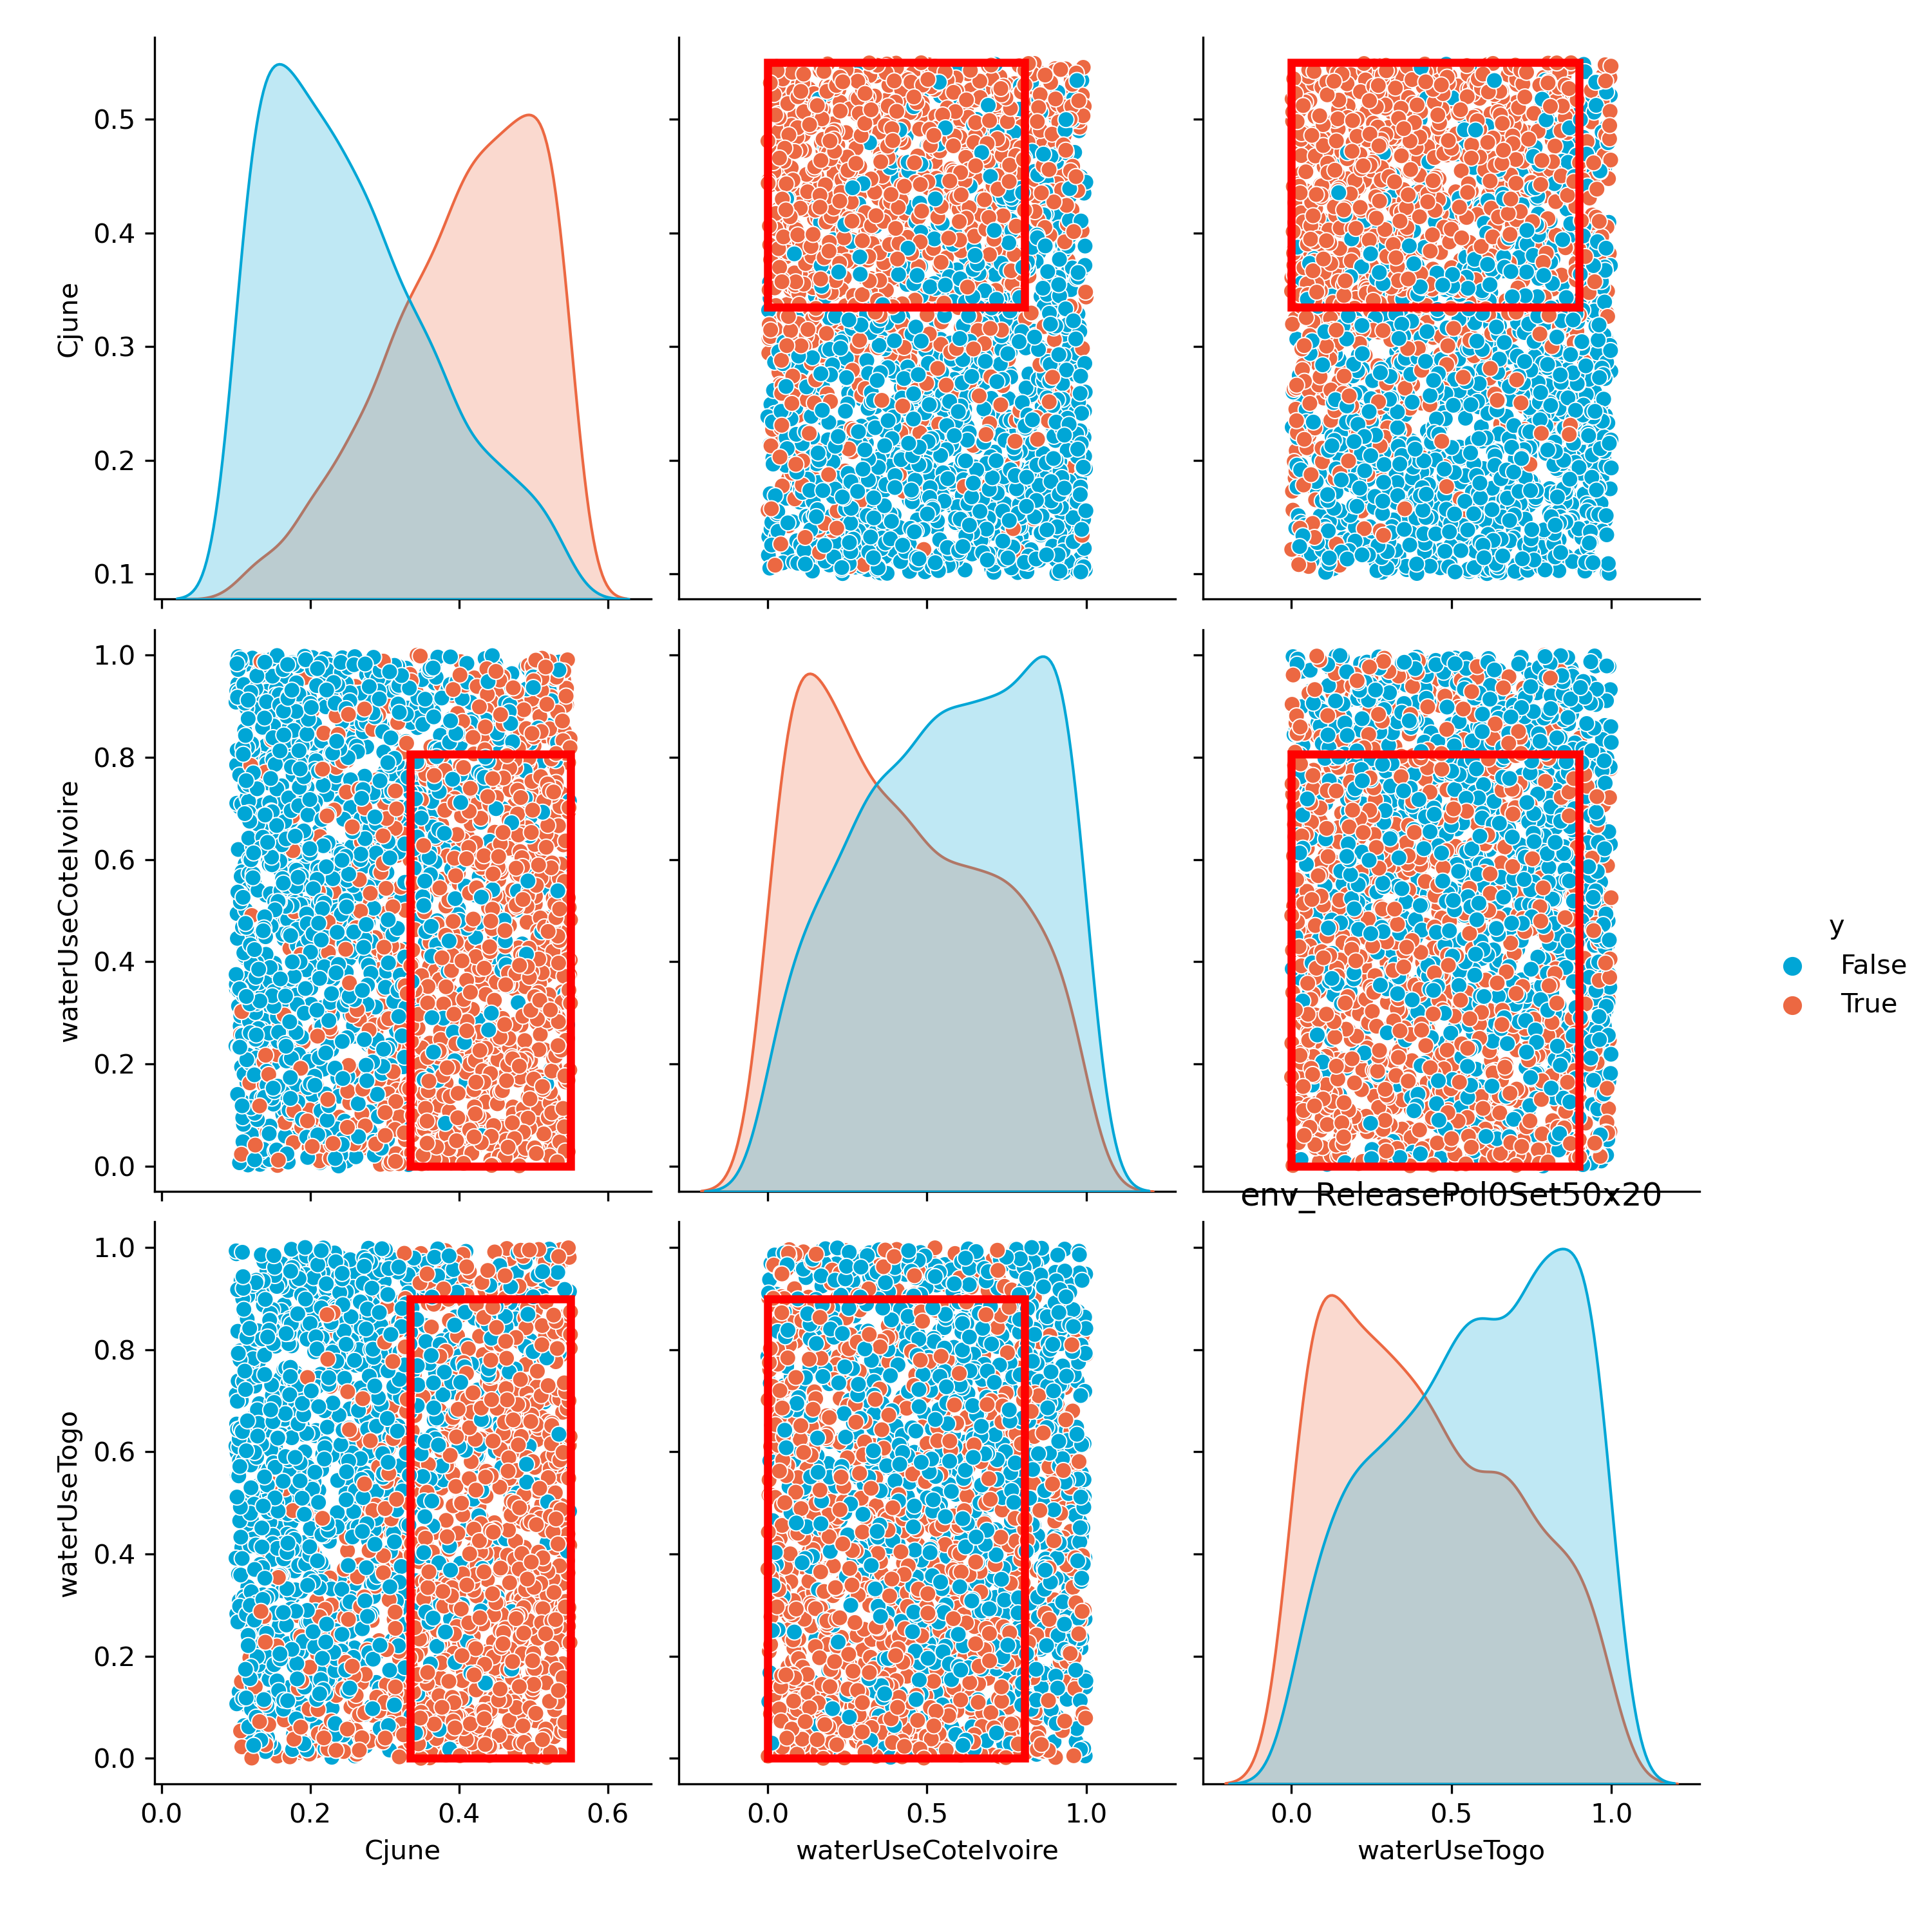 Cjune
0.5
0.4
0.3
0.2
0.1
waterUseCoteIvoire
1.0
0.8
0.6
0.4
0.2
0.0
y
False
True
env_ReleasePol0Set50x20
waterUseTogo
1.0
0.8
0.6
0.4
0.2
0.0
0.0 0.2 0.4 0.6 0.0 0.5 1.0 0.0 0.5 1.0
Cjune waterUseCoteIvoire waterUseTogo